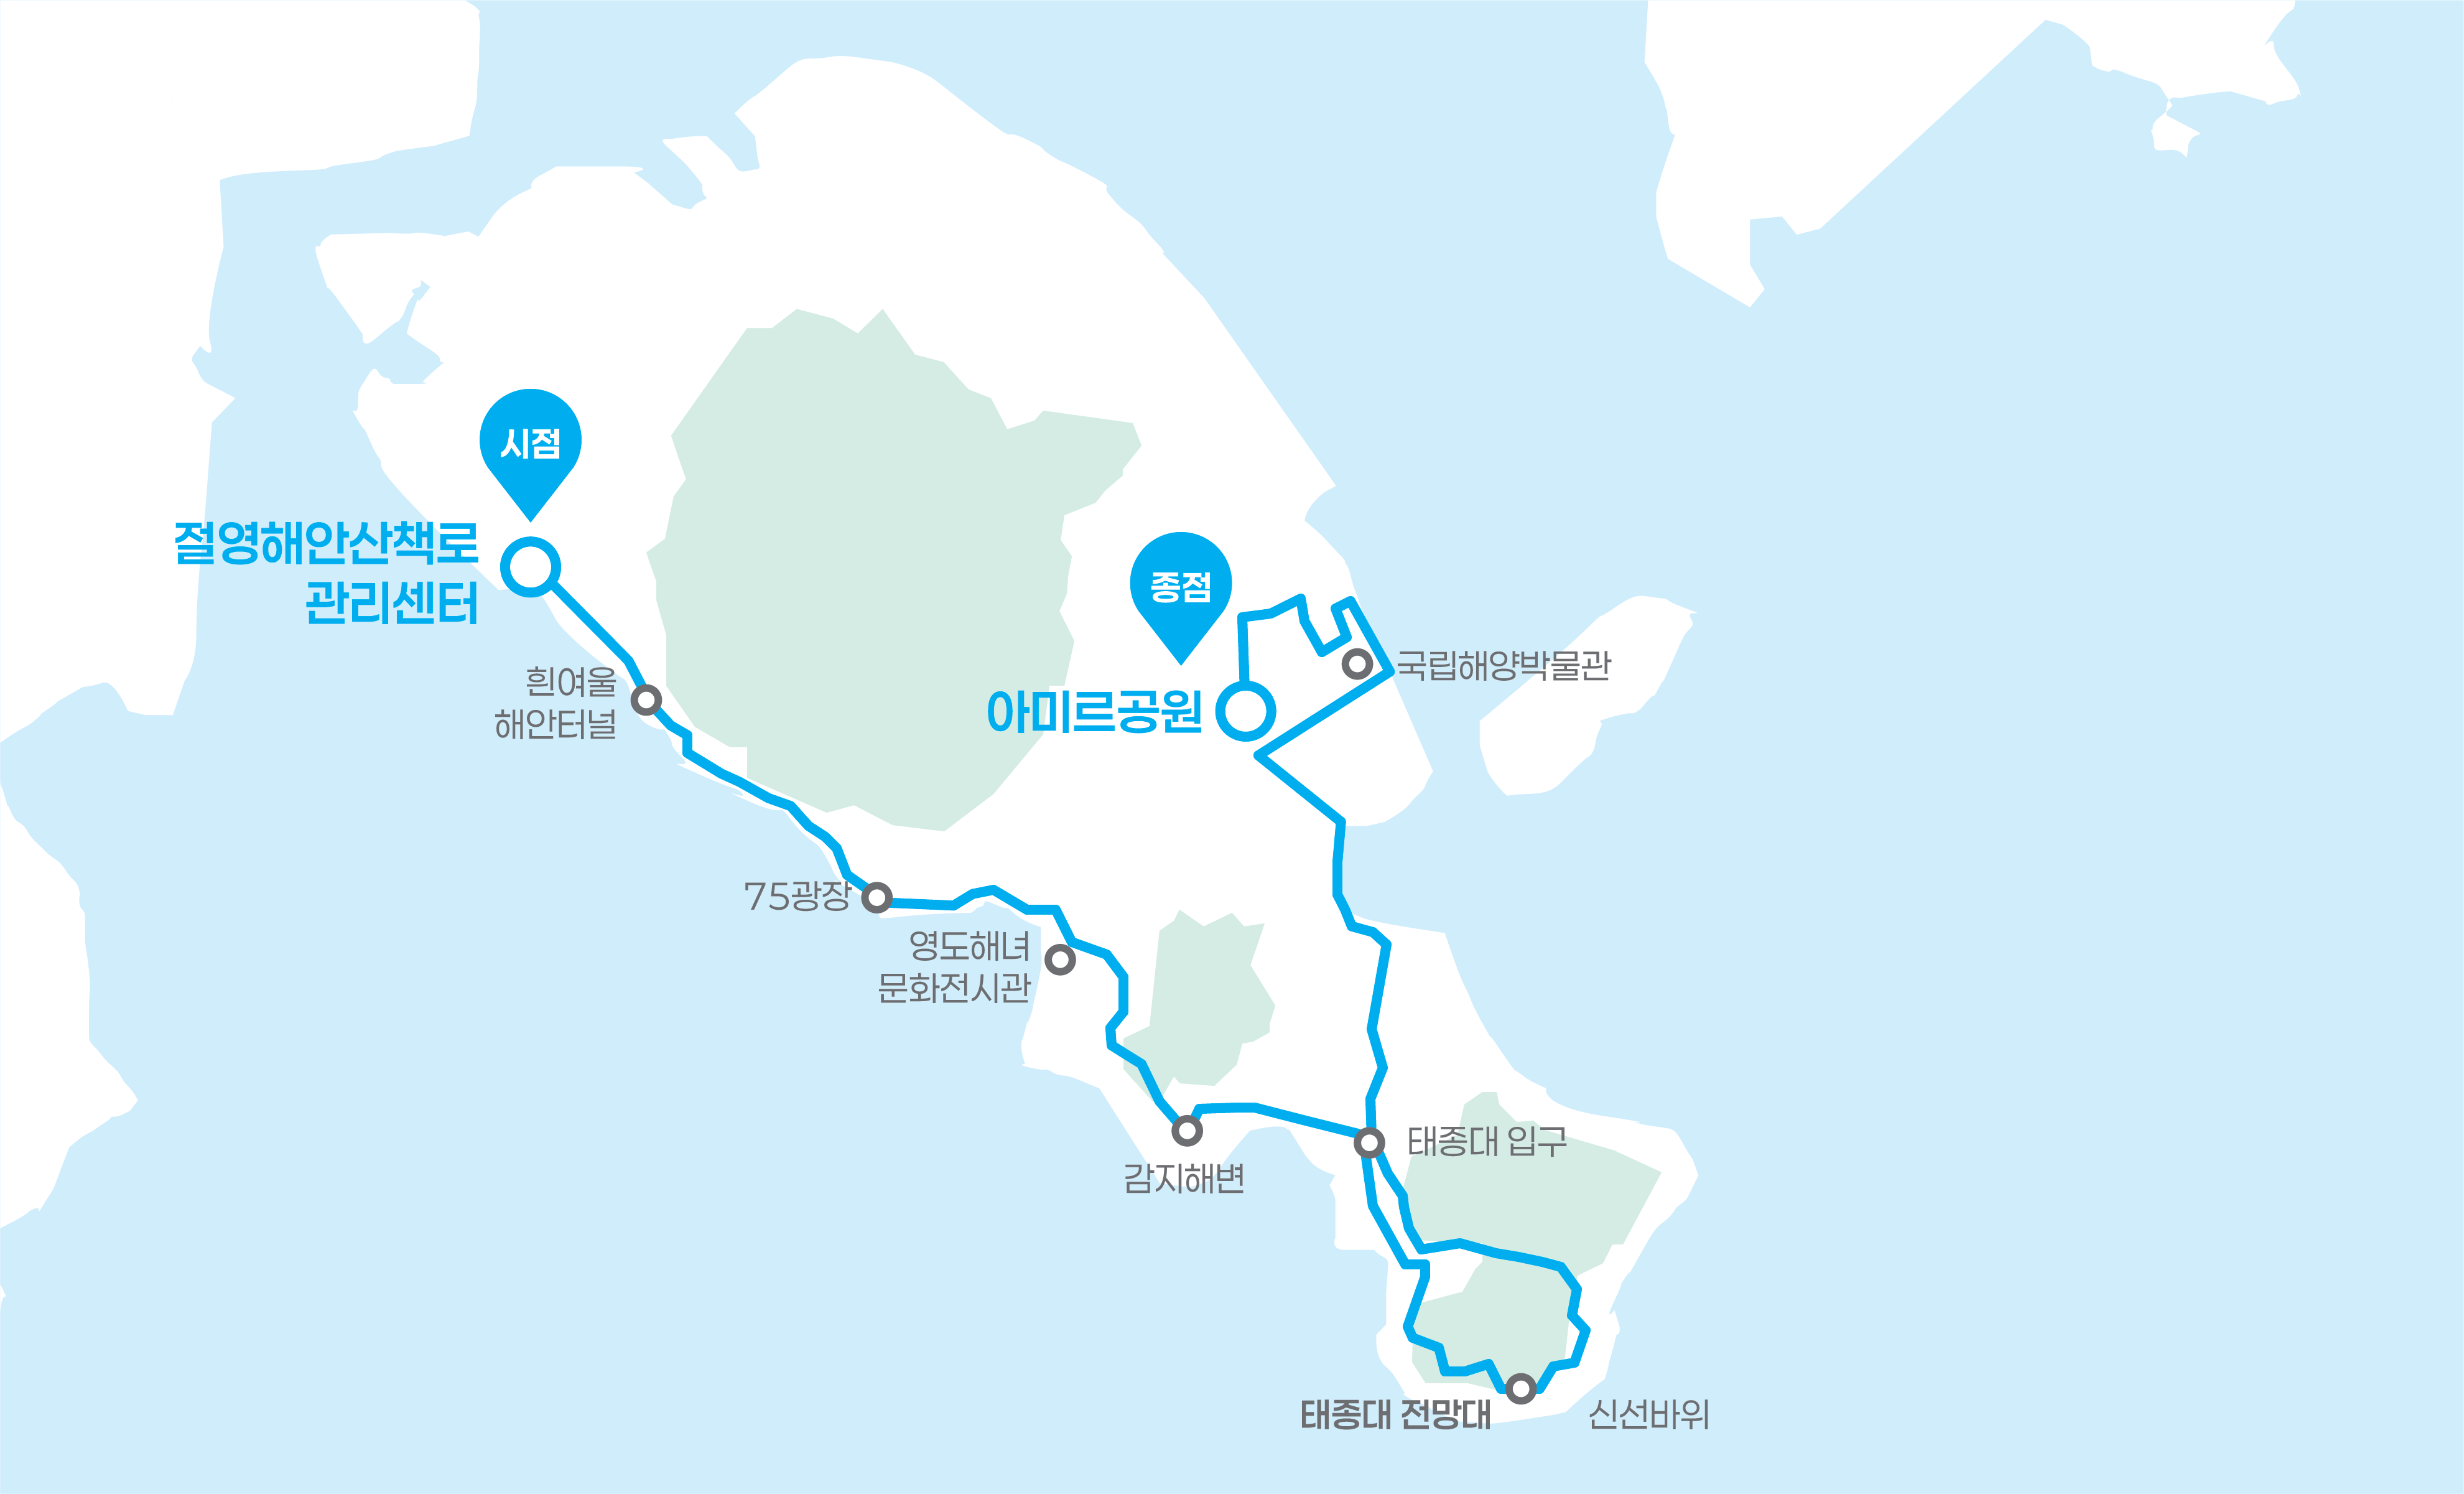 시점
절영해안산책로
관리센터
흰여울
해안터널
종점
아미르공원
국립해양박물관
75광장
영도해녀
문화전시관
감지해변
태종대 입구
태종대 전망대
신선바위